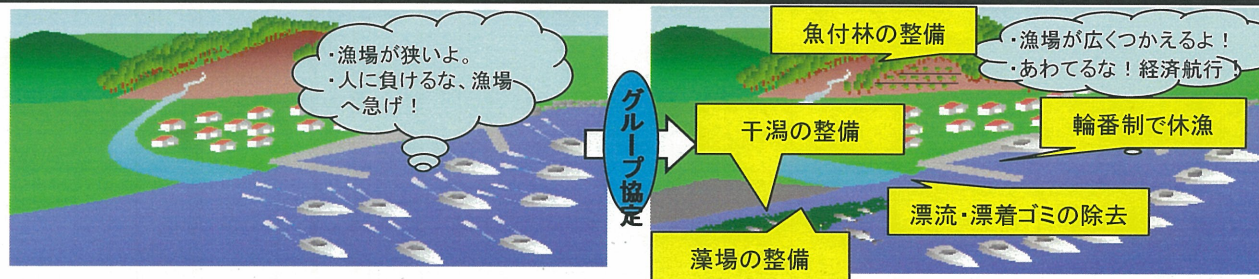 ・漁場が狭いよ。
・人に負けるな、漁場
へ急げ！
グループ協定
魚付林の整備
・漁場が広くつかえるよ！
・あわてるな！経済航行！
干潟の整備
輪番制で休漁
漂流・漂着ゴミの除去
藻場の整備